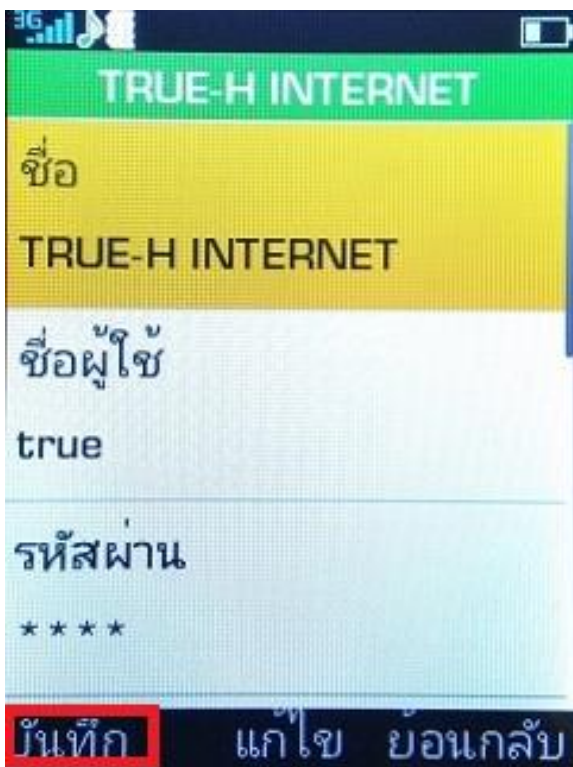 3G
TRUE-H INTERNET
ชื่อ
TRUE-H INTERNET
ชื่อผู้ใช้
true
รหัสผ่าน
****
บันทึก แก้ไข ย้อนกลับ